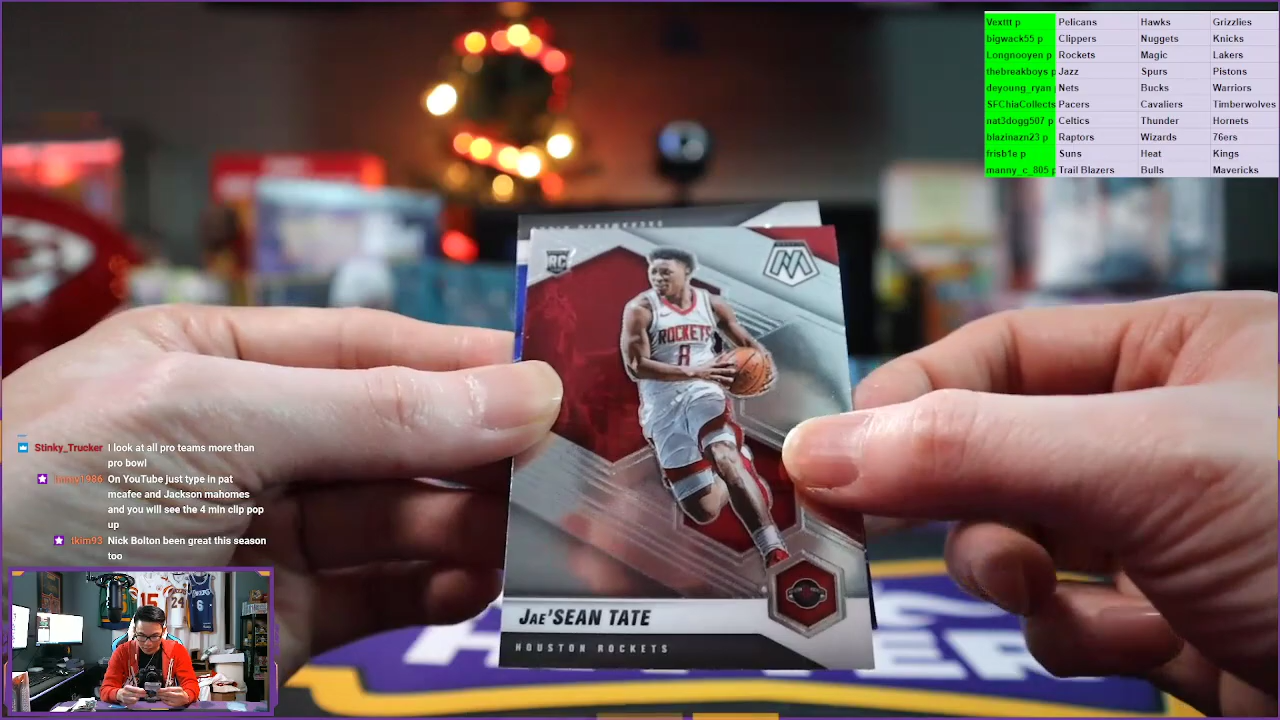 Vexttt p Pelicans Hawks Grizzlies
bigwack55 p Clippers Nuggets Knicks
Longnooyen p Rockets Magic Lakers
thebreakboys p Jazz Spurs Pistons
deyoung_ryan Nets Bucks Warriors
SFChiaCollects Pacers Cavaliers Timberwolves
nat3dogg507 p Celtics Thunder Hornets
blazinazn23 p Raptors Wizards 76ers
frisb1e p Suns Heat Kings
manny_c_805 p Trail Blazers Bulls Mavericks
RC
M
ROCKETS
8
JAE'SEAN TATE
HOUSTON ROCKETS
Stinky_Trucker I look at all pro teams more than
pro bowl
On YouTube just type in pat
mcafee and Jackson mahomes
and you will see the 4 min clip pop
up
tkim93 Nick Bolton been great this season
too
15
24
6